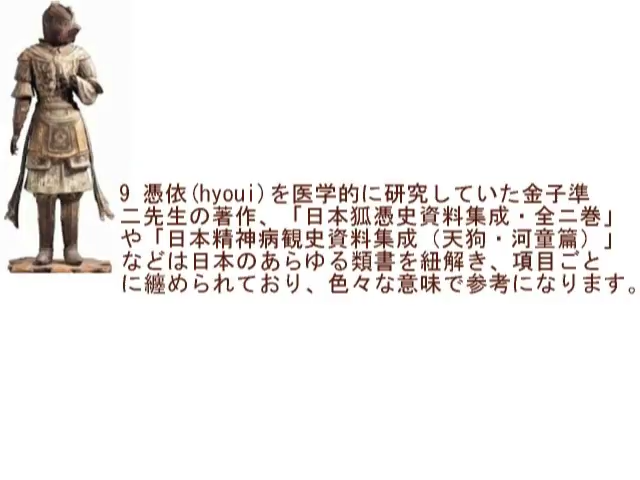 9 憑依(hyoui)を医学的に研究していた金子準
二先生の著作、「日本狐憑史資料集成・全二巻」
や「日本精神病観史資料集成（天狗・河童篇）」
などは日本のあらゆる類書を紐解き、項目ごと
に纏められており、色々な意味で参考になります。